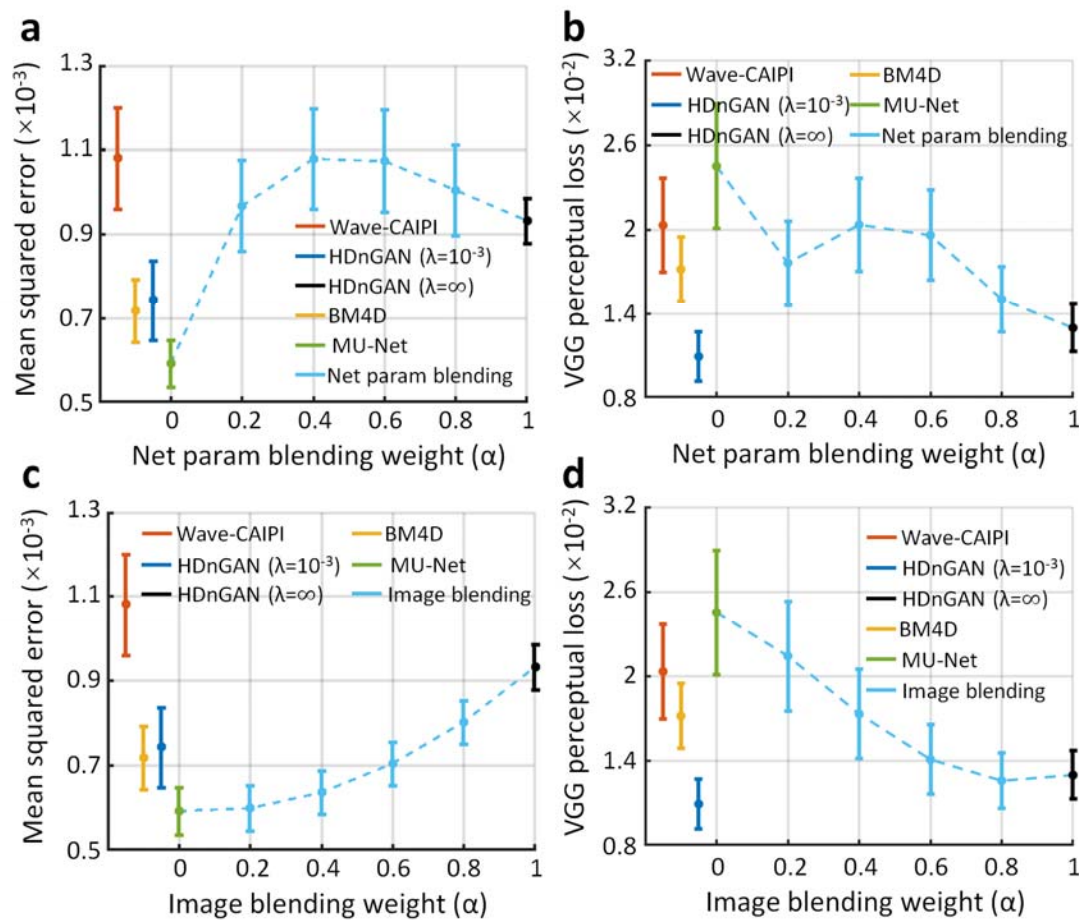 a
Mean squared error (×10⁻³)
1.3
1.1
0.9
0.7
0.5
Wave-CAIPI
HDnGAN (λ=10⁻³)
HDnGAN (λ=∞)
BM4D
MU-Net
Net param blending
0 0.2 0.4 0.6 0.8 1
Net param blending weight (α)
b
VGG perceptual loss (×10⁻²)
3.2
2.6
2
1.4
0.8
Wave-CAIPI BM4D
HDnGAN (λ=10⁻³) MU-Net
HDnGAN (λ=∞) Net param blending
0 0.2 0.4 0.6 0.8 1
Net param blending weight (α)
c
Mean squared error (×10⁻³)
1.3
1.1
0.9
0.7
0.5
Wave-CAIPI BM4D
HDnGAN (λ=10⁻³) MU-Net
HDnGAN (λ=∞) Image blending
0 0.2 0.4 0.6 0.8 1
Image blending weight (α)
d
VGG perceptual loss (×10⁻²)
3.2
2.6
2
1.4
0.8
Wave-CAIPI
HDnGAN (λ=10⁻³)
HDnGAN (λ=∞)
BM4D
MU-Net
Image blending
0 0.2 0.4 0.6 0.8 1
Image blending weight (α)